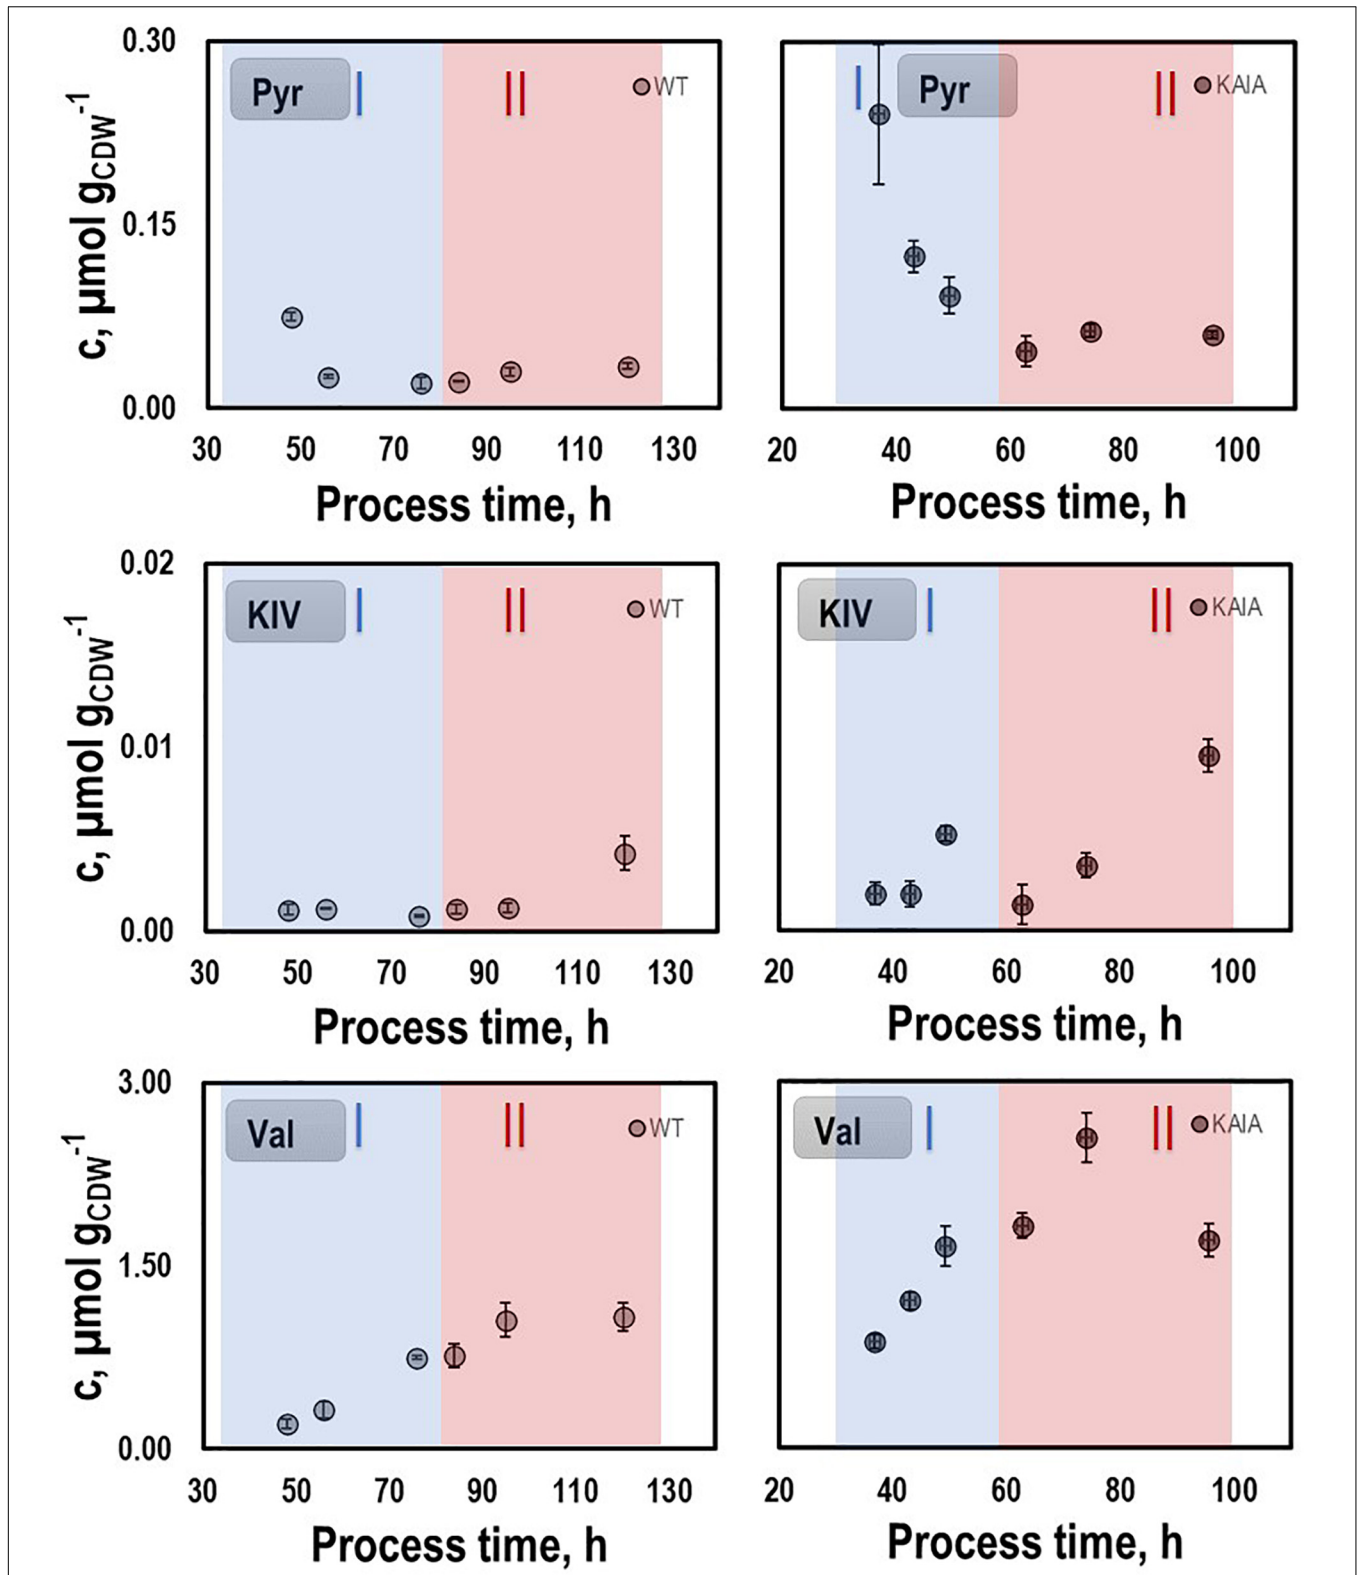 0.30
Pyr I II WT
Pyr I II KAIA
c, µmol gCDW-1
0.15
0.00
30 50 70 90 110 130
20 40 60 80 100
Process time, h
Process time, h
0.02
KIV I II WT
KIV I II KAIA
c, µmol gCDW-1
0.01
0.00
30 50 70 90 110 130
20 40 60 80 100
Process time, h
Process time, h
3.00
Val I II WT
Val I II KAIA
c, µmol gCDW-1
1.50
0.00
30 50 70 90 110 130
20 40 60 80 100
Process time, h
Process time, h